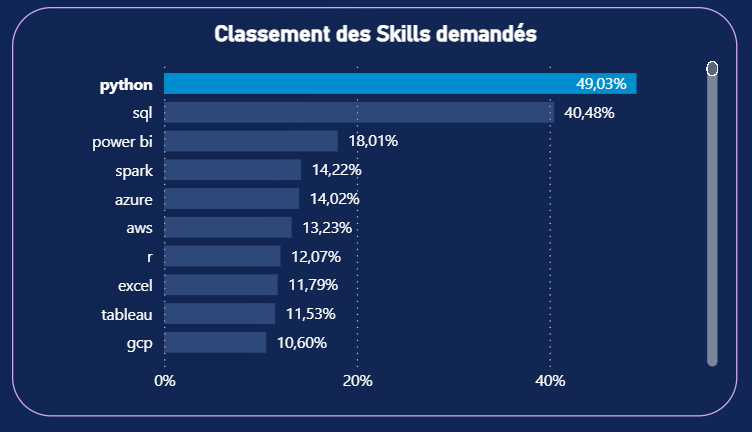 Classement des Skills demandés
python 49,03%
sql 40,48%
power bi 18,01%
spark 14,22%
azure 14,02%
aws 13,23%
r 12,07%
excel 11,79%
tableau 11,53%
gcp 10,60%
0% 20% 40%